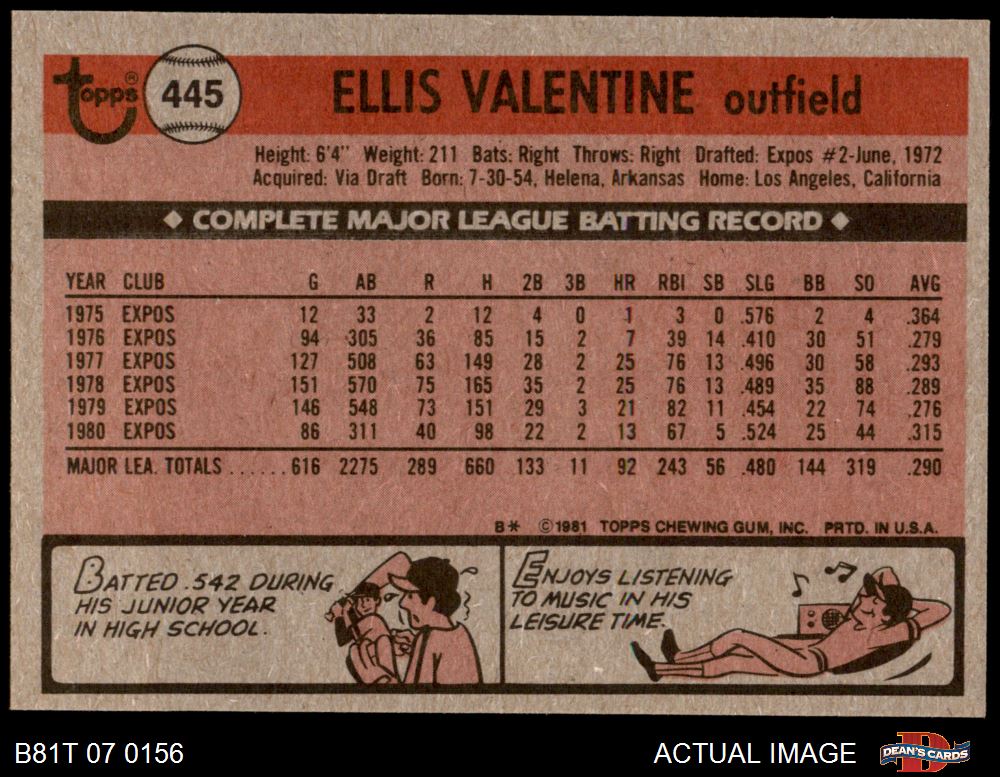 Topps®
445
ELLIS VALENTINE outfield
Height: 6'4" Weight: 211 Bats: Right Throws: Right Drafted: Expos #2-June, 1972
Acquired: Via Draft Born: 7-30-54, Helena, Arkansas Home: Los Angeles, California
◆ COMPLETE MAJOR LEAGUE BATTING RECORD ◆
YEAR CLUB G AB R H 2B 3B HR RBI SB SLG BB SO AVG
1975 EXPOS 12 33 2 12 4 0 1 3 0 .576 2 4 .364
1976 EXPOS 94 305 36 85 15 2 7 39 14 .410 30 51 .279
1977 EXPOS 127 508 63 149 28 2 25 76 13 .496 30 58 .293
1978 EXPOS 151 570 75 165 35 2 25 76 13 .489 35 88 .289
1979 EXPOS 146 548 73 151 29 3 21 82 11 .454 22 74 .276
1980 EXPOS 86 311 40 98 22 2 13 67 5 .524 25 44 .315
MAJOR LEA. TOTALS ......616 2275 289 660 133 11 92 243 56 .480 144 319 .290
B* ©1981 TOPPS CHEWING GUM, INC. PRTD. IN U.S.A.
BATTED .542 DURING
HIS JUNIOR YEAR
IN HIGH SCHOOL.
ENJOYS LISTENING
TO MUSIC IN HIS
LEISURE TIME.
B81T 07 0156
ACTUAL IMAGE
DEAN'S CARDS